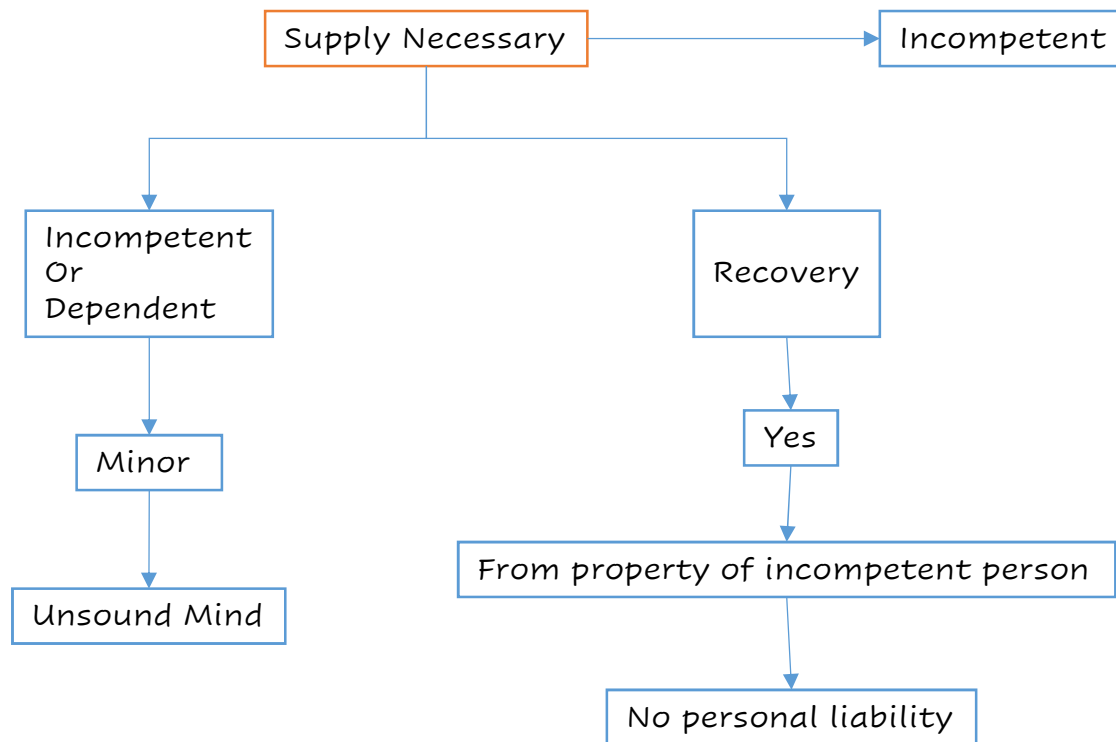 Supply Necessary
Incompetent
Incompetent
Or
Dependent
Recovery
Minor
Yes
From property of incompetent person
Unsound Mind
No personal liability